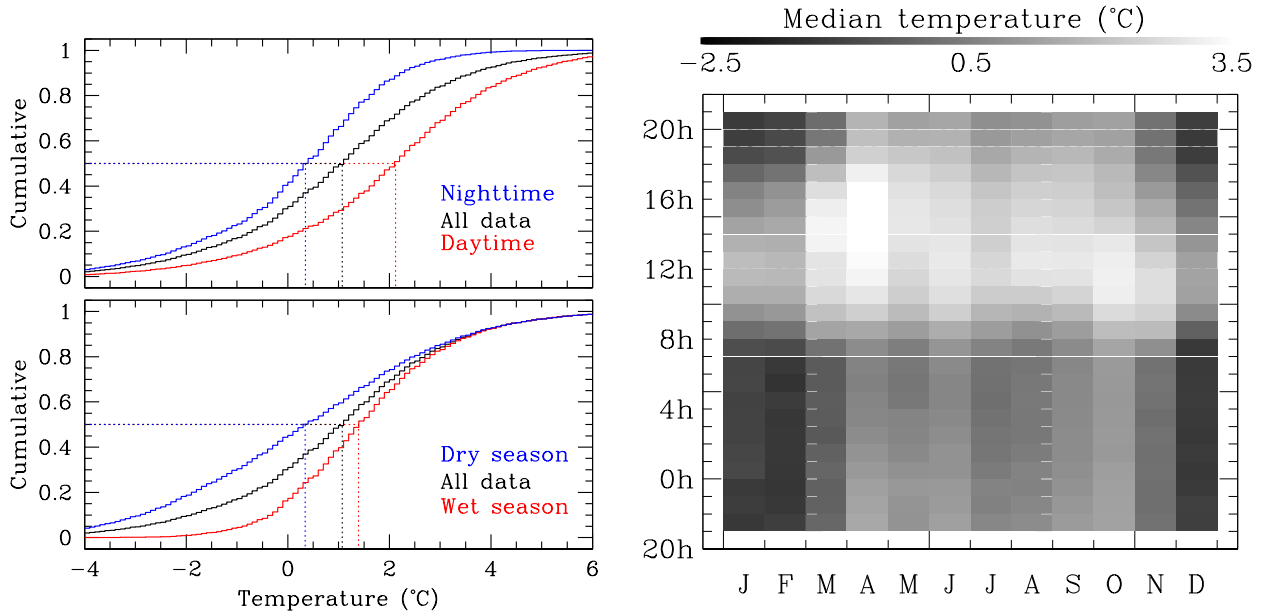 1
0.8
0.6
0.4
0.2
0
Cumulative
Nighttime
All data
Daytime
1
0.8
0.6
0.4
0.2
0
Cumulative
Dry season
All data
Wet season
−4 −2 0 2 4 6
Temperature (°C)
Median temperature (°C)
−2.5 0.5 3.5
20h
16h
12h
8h
4h
0h
20h
J F M A M J J A S O N D